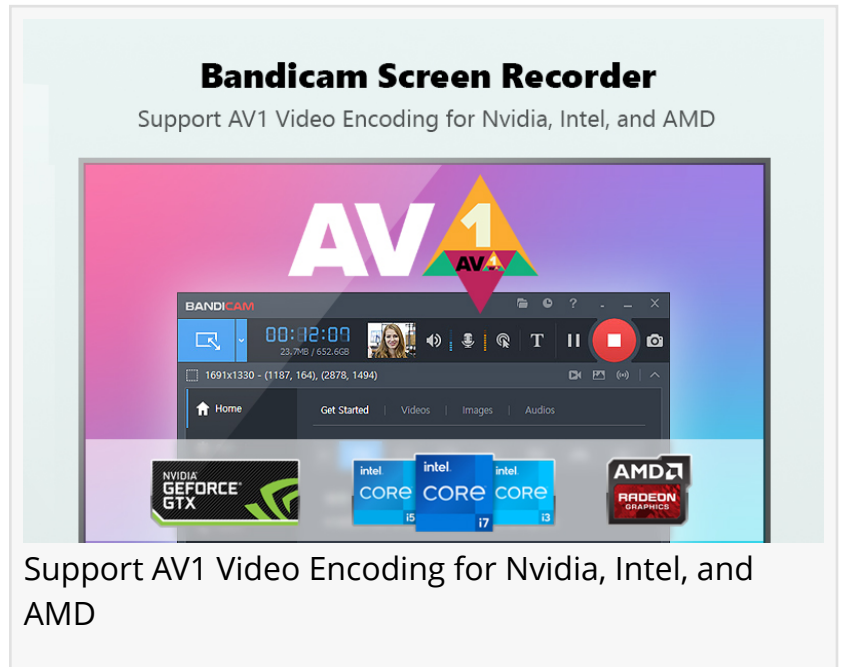 Bandicam Screen Recorder
Support AV1 Video Encoding for Nvidia, Intel, and AMD
AV1
AV1
BANDICAM
?
00:12:07
23.7MB / 652.6GB
T
1691x1330 - (1187, 164), (2878, 1494)
Home
Get Started | Videos | Images | Audios
NVIDIA
GEFORCE
GTX
intel
CORE
i5
intel
CORE
i7
intel
CORE
i3
AMD
RADEON
GRAPHICS
Support AV1 Video Encoding for Nvidia, Intel, and
AMD